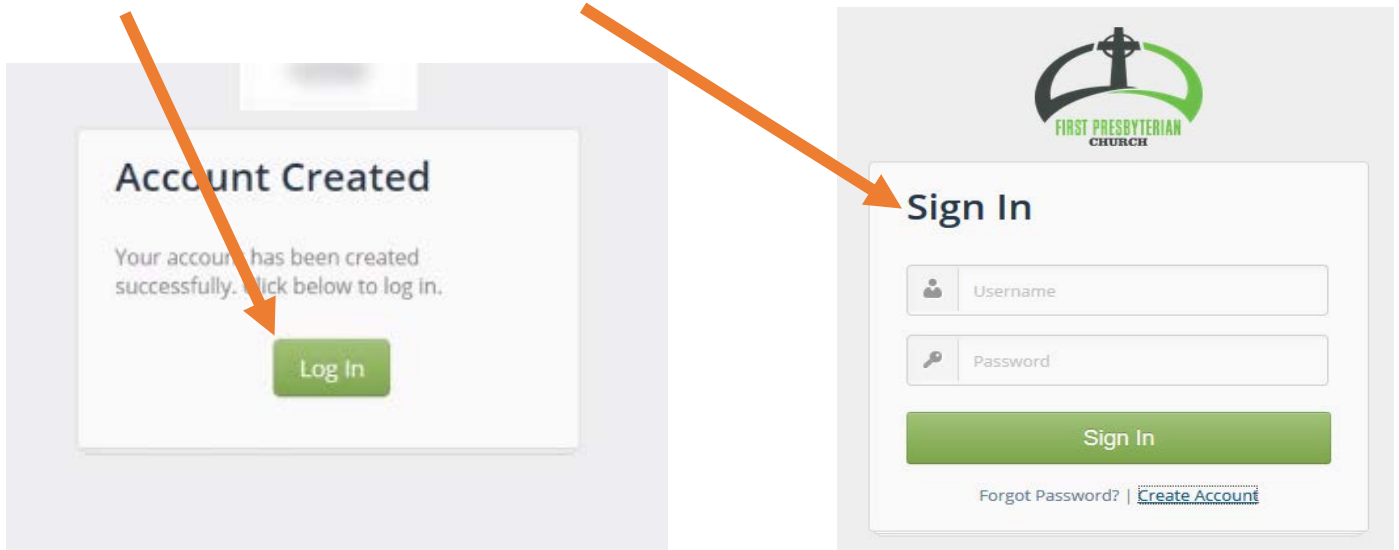 Account Created
Your account has been created
successfully. Click below to log in.
Log In
FIRST PRESBYTERIAN
CHURCH
Sign In
Username
Password
Sign In
Forgot Password? | Create Account